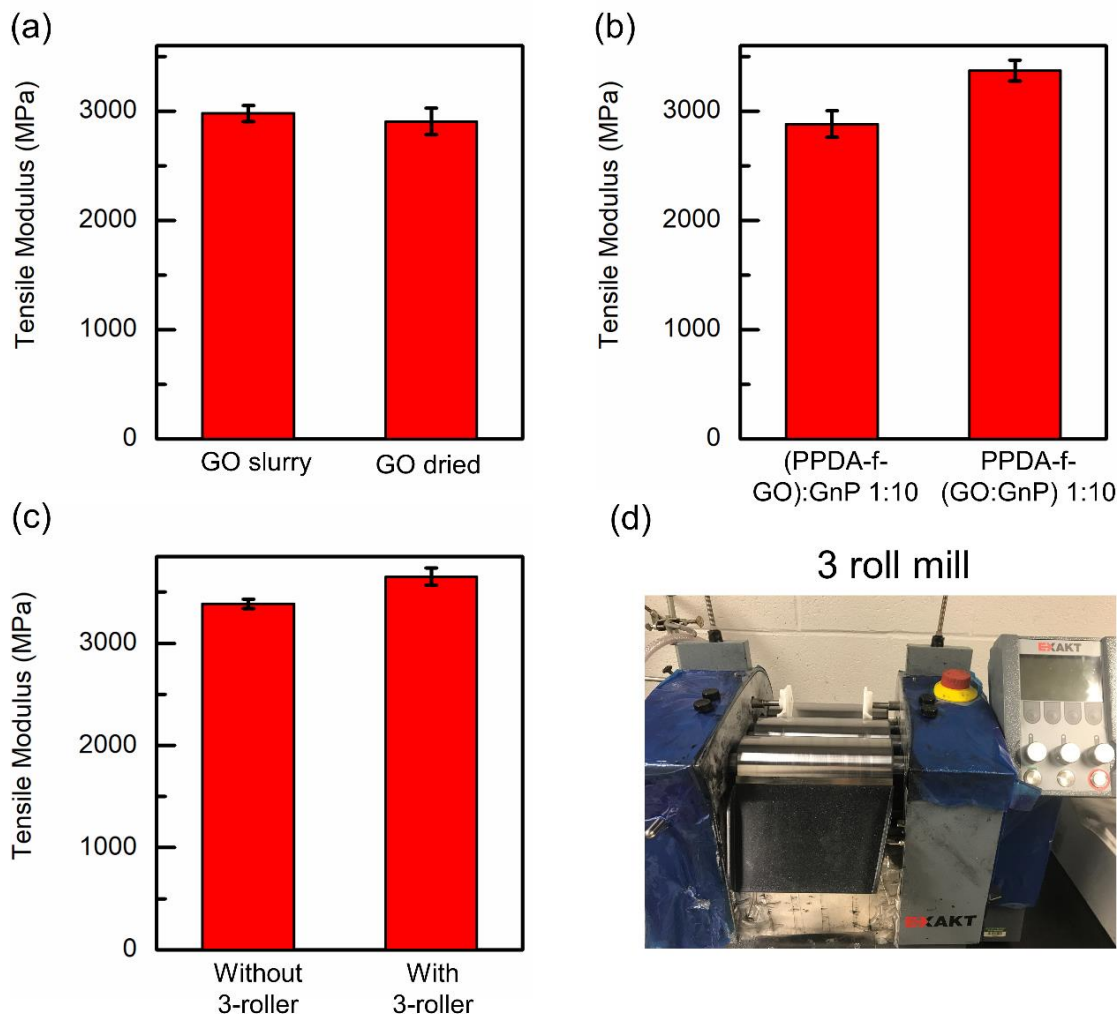 (a)
Tensile Modulus (MPa)
3000
2000
1000
0
GO slurry
GO dried
(b)
Tensile Modulus (MPa)
3000
2000
1000
0
(PPDA-f-
GO):GnP 1:10
PPDA-f-
(GO:GnP) 1:10
(c)
Tensile Modulus (MPa)
3000
2000
1000
0
Without
3-roller
With
3-roller
(d)
3 roll mill
EXAKT
EXAKT